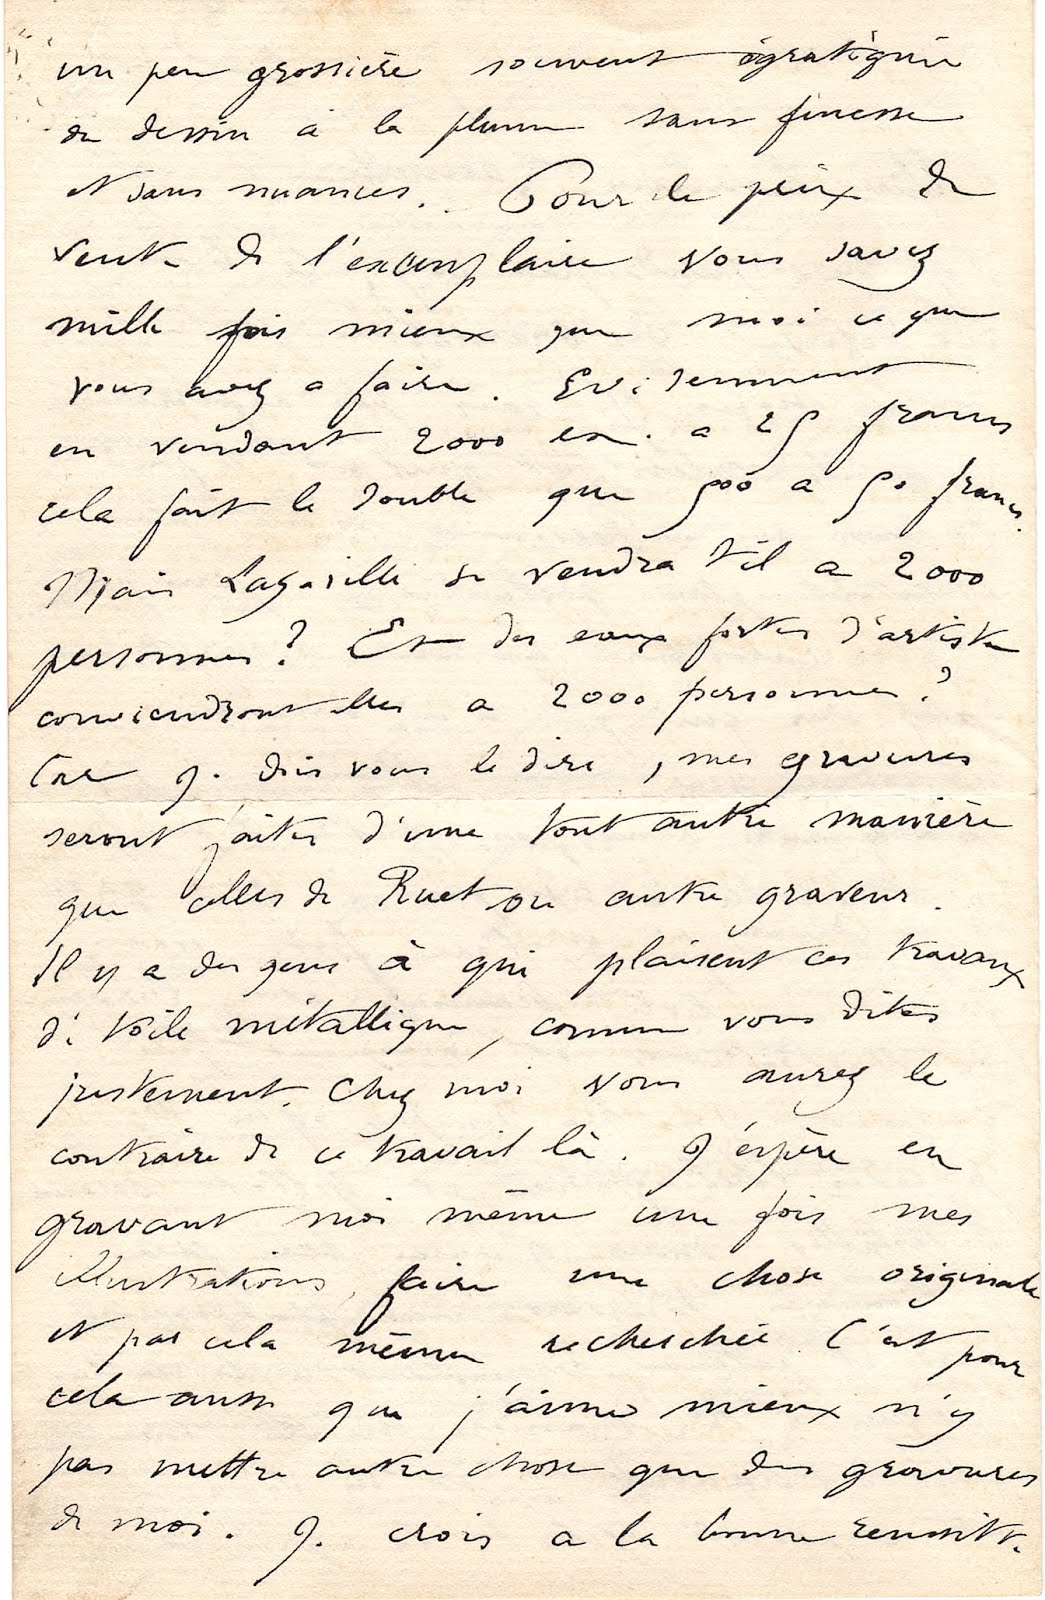 un peu grossière souvent égratignure
du dessin à la plume sans finesse
et sans nuances. Pour le prix de
vente de l'exemplaire vous savez
mille fois mieux que moi ce que
vous avez a faire. Evidemment
en vendant 2000 ex. a 25 francs
cela fait le double que 500 a 50 francs.
Mais se vendra t'il a 2000
personnes? Et des eaux fortes d'artiste
conviendront elles a 2000 personnes?
Car je dois vous le dire, mes gravures
seront faites d'une tout autre manière
que celles de Ruet ou autre graveur.
Il y a des gens à qui plaisent ces travaux
de toile métallique, comme vous dites
justement. Chez moi vous aurez le
contraire de ce travail là. J'espère en
gravant moi même une fois mes
illustrations, faire une chose originale
et par cela même recherchée. C'est pour
cela aussi que j'aime mieux n'y
pas mettre autre chose que des gravures
de moi. Je crois a la bonne reussite.